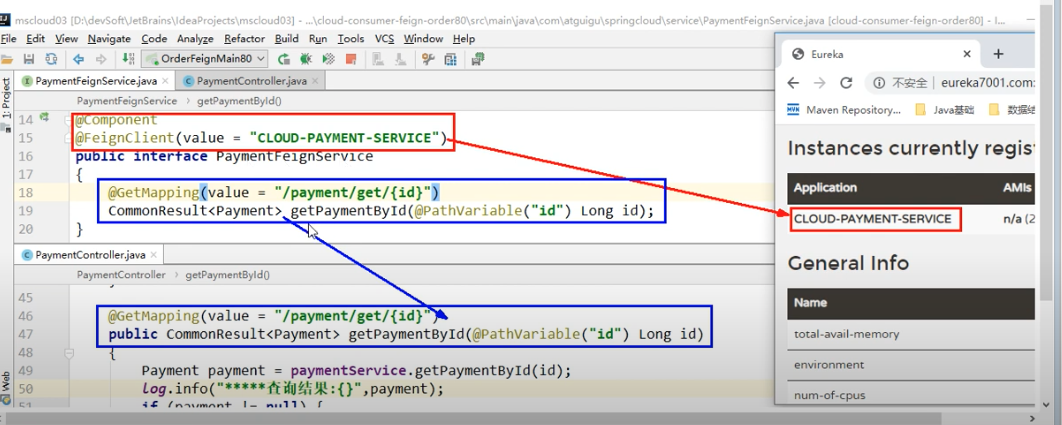 mscloud03 [D:\devSoft\JetBrains\IdeaProjects\mscloud03] - ...\cloud-consumer-feign-order80\src\main\java\com\atguigu\springcloud\service\PaymentFeignService.java [cloud-consumer-feign-order80] - I...
File Edit View Navigate Code Analyze Refactor Build Run Tools VCS Window Help
OrderFeignMain80
PaymentFeignService.java × PaymentController.java ×
PaymentFeignService › getPaymentById()
1: Project
14 @Component
15 @FeignClient(value = "CLOUD-PAYMENT-SERVICE")
16 public interface PaymentFeignService
17 {
18 @GetMapping(value = "/payment/get/{id}")
19 CommonResult<Payment> getPaymentById(@PathVariable("id") Long id);
20 }
PaymentController.java ×
PaymentController › getPaymentById()
45 }
46 @GetMapping(value = "/payment/get/{id}")
47 public CommonResult<Payment> getPaymentById(@PathVariable("id") Long id)
48 {
49 Payment payment = paymentService.getPaymentById(id);
50 log.info("*****查询结果:{}",payment);
51 if (payment != null) {
Web
Eureka × +
不安全 | eureka7001.com:
Maven Repository... Java基础
Instances currently regis
Application AMIs
CLOUD-PAYMENT-SERVICE n/a (2
General Info
Name
total-avail-memory
environment
num-of-cpus